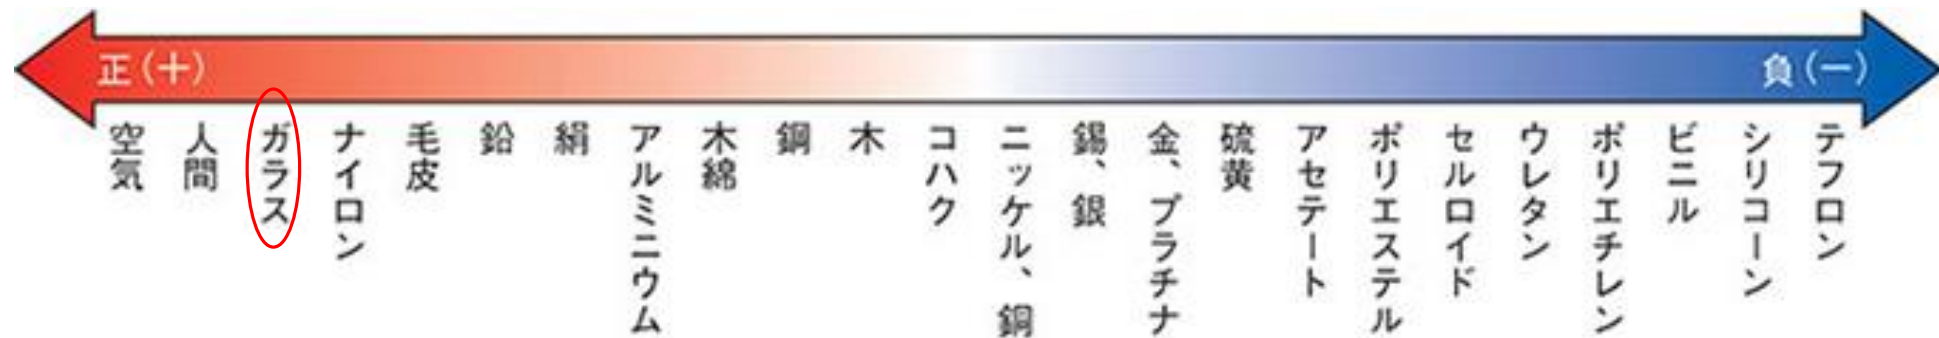 正(+)
負(-)
空気
人間
ガラス
ナイロン
毛皮
鉛
絹
アルミニウム
木綿
鋼
木
コハク
ニッケル、銅
錫、銀
金、プラチナ
硫黄
アセテート
ポリエステル
セルロイド
ウレタン
ポリエチレン
ビニル
シリコーン
テフロン